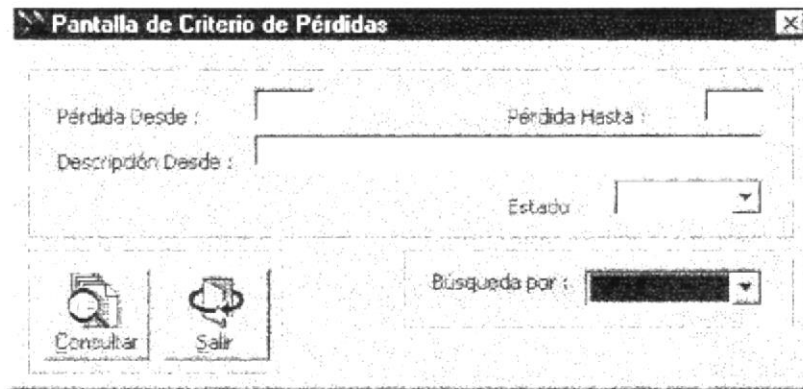 Pantalla de Criterio de Pérdidas
Pérdida Desde :
Pérdida Hasta :
Descripción Desde :
Estado
Búsqueda por :
Consultar
Salir